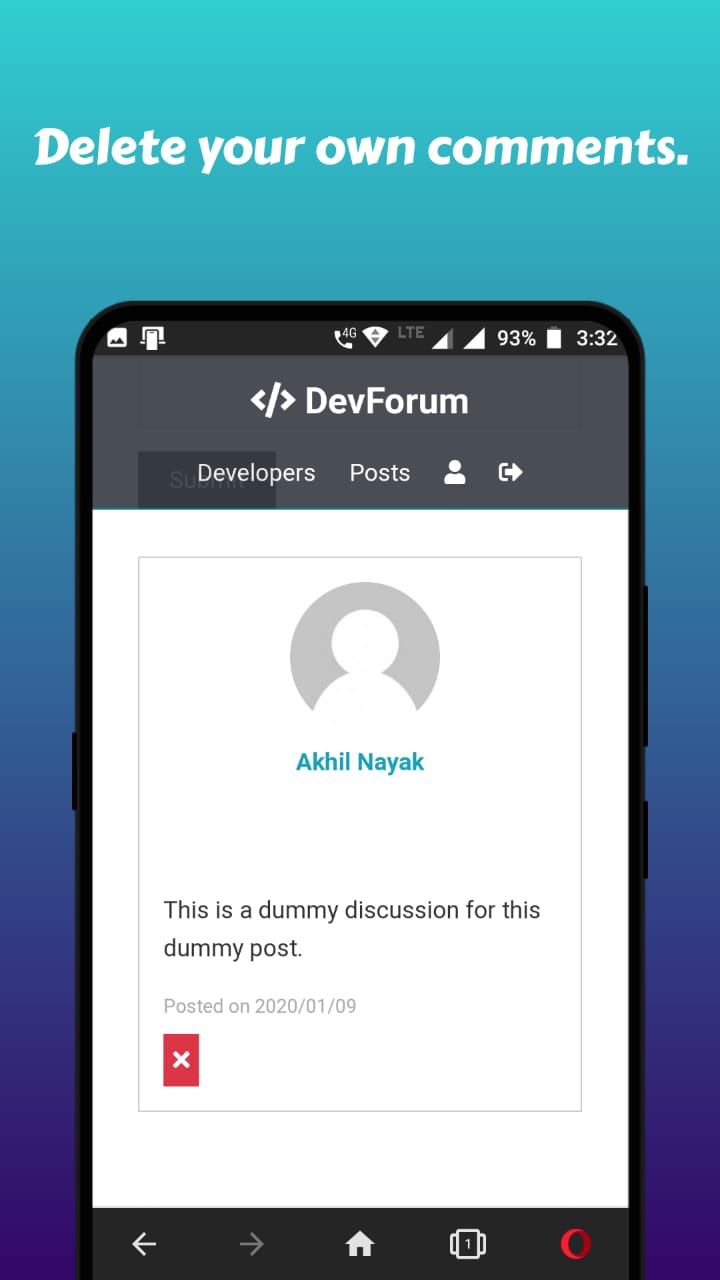 Delete your own comments.
4G LTE 93% 3:32
</> DevForum
Submit
Developers Posts
Akhil Nayak
This is a dummy discussion for this
dummy post.
Posted on 2020/01/09
1